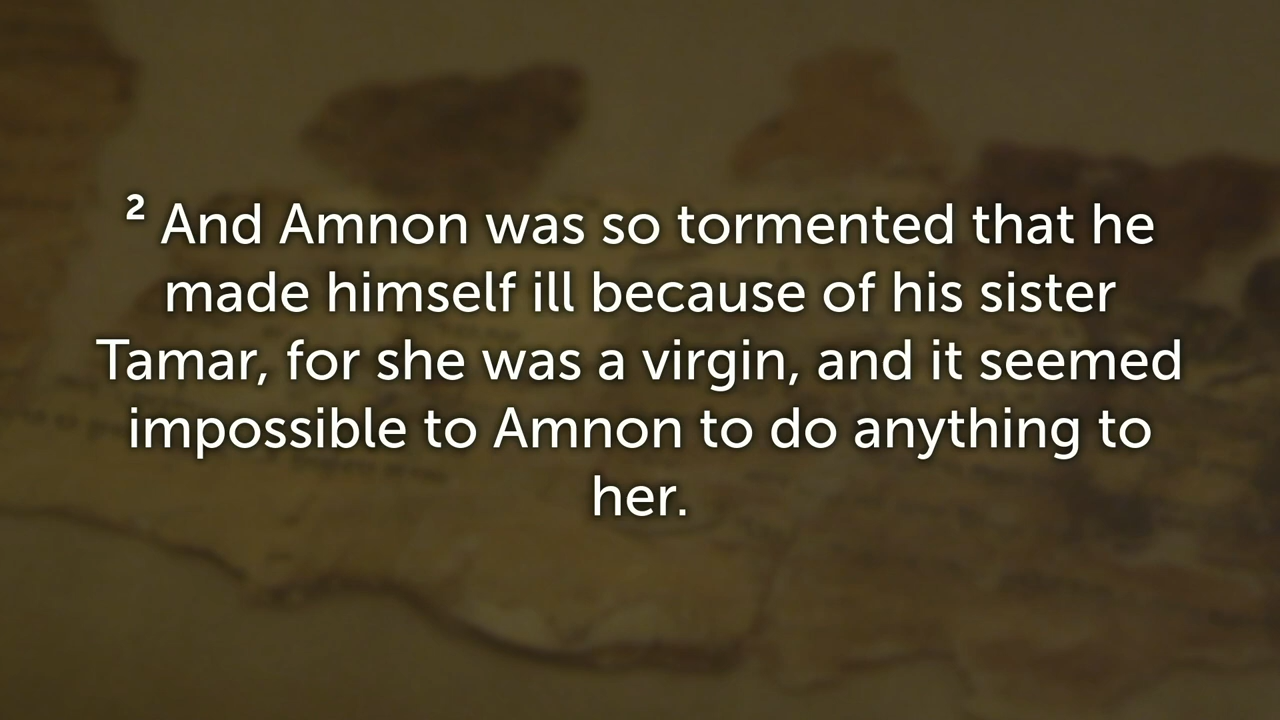 ² And Amnon was so tormented that he
made himself ill because of his sister
Tamar, for she was a virgin, and it seemed
impossible to Amnon to do anything to
her.